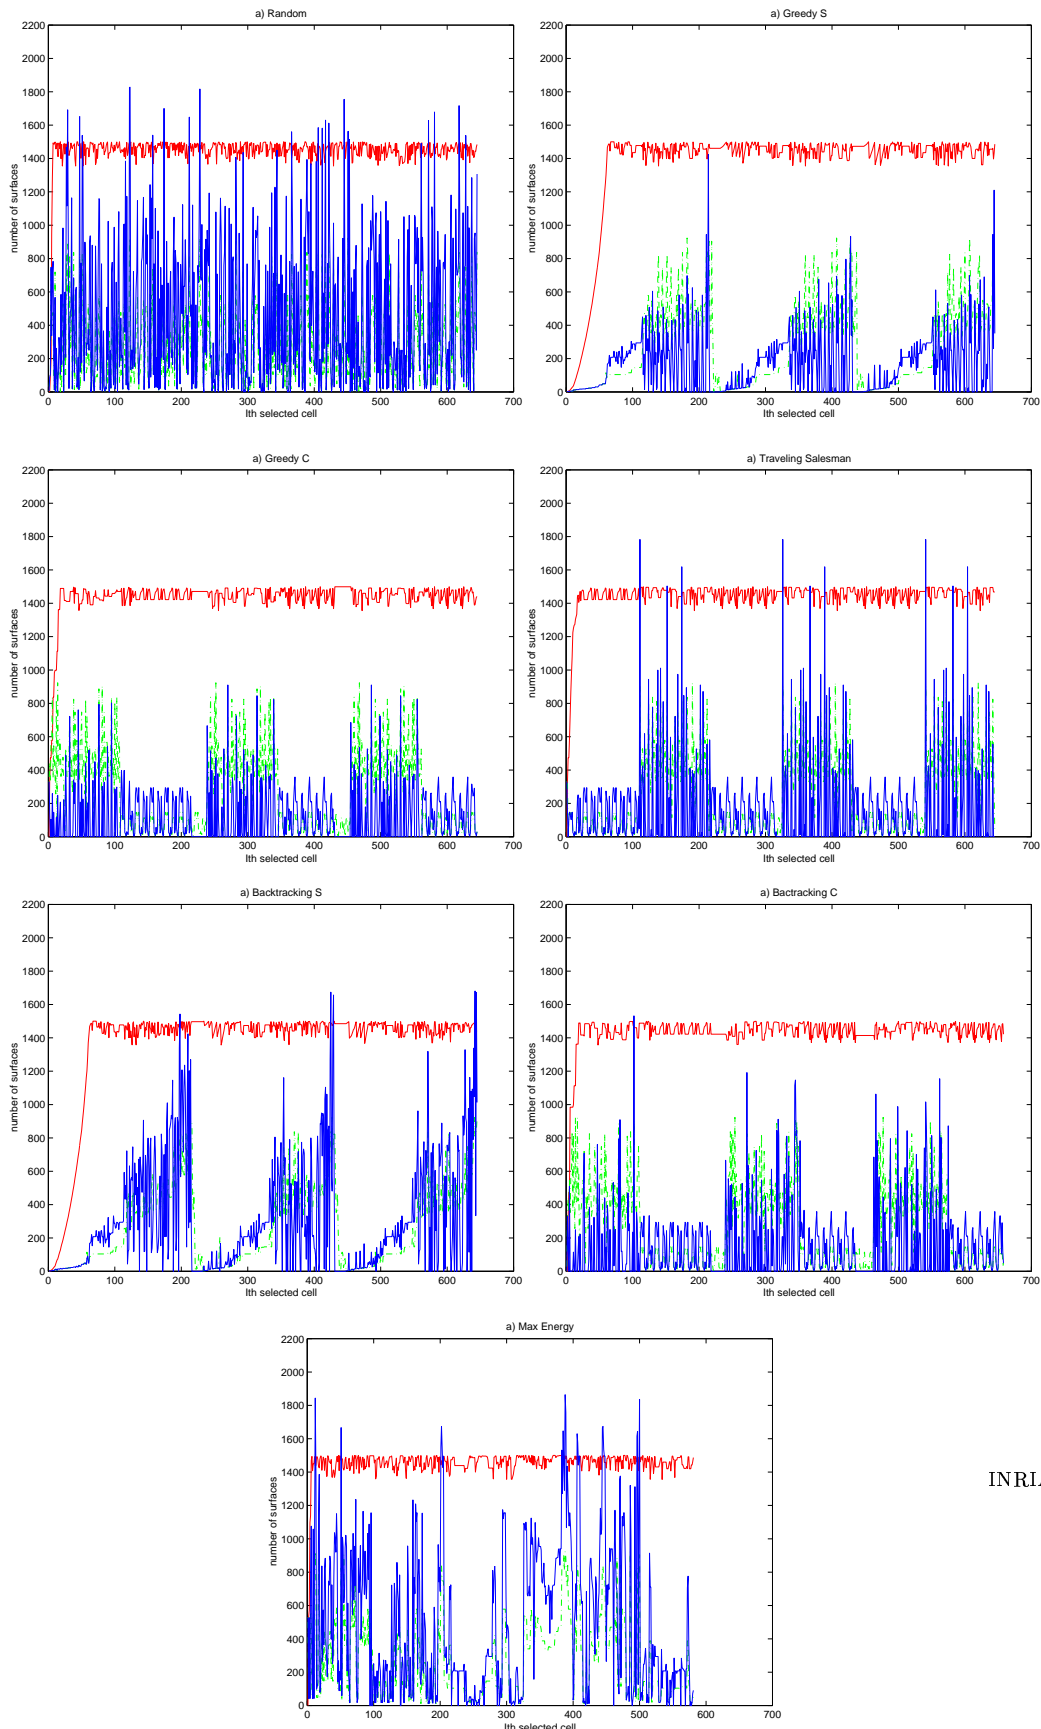 a) Random
2200
2000
1800
1600
1400
1200
1000
800
600
400
200
0
number of surfaces
0 100 200 300 400 500 600 700
Ith selected cell
a) Greedy S
2200
2000
1800
1600
1400
1200
1000
800
600
400
200
0
number of surfaces
0 100 200 300 400 500 600 700
Ith selected cell
a) Greedy C
2200
2000
1800
1600
1400
1200
1000
800
600
400
200
0
number of surfaces
0 100 200 300 400 500 600 700
Ith selected cell
a) Traveling Salesman
2200
2000
1800
1600
1400
1200
1000
800
600
400
200
0
number of surfaces
0 100 200 300 400 500 600 700
Ith selected cell
a) Backtracking S
2200
2000
1800
1600
1400
1200
1000
800
600
400
200
0
number of surfaces
0 100 200 300 400 500 600 700
Ith selected cell
a) Bactracking C
2200
2000
1800
1600
1400
1200
1000
800
600
400
200
0
number of surfaces
0 100 200 300 400 500 600 700
Ith selected cell
a) Max Energy
2200
2000
1800
1600
1400
1200
1000
800
600
400
200
0
number of surfaces
0 100 200 300 400 500 600 700
Ith selected cell
INRIA